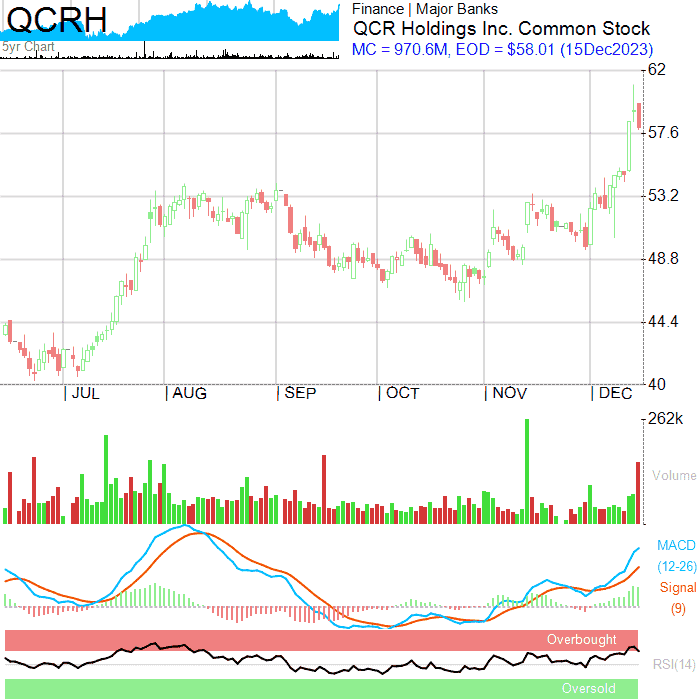 QCRH
5yr Chart
Finance | Major Banks
QCR Holdings Inc. Common Stock
MC = 970.6M, EOD = $58.01 (15Dec2023)
62
57.6
53.2
48.8
44.4
40
| JUL | AUG | SEP | OCT | NOV | DEC
262k
Volume
MACD
(12-26)
Signal
(9)
Overbought
RSI(14)
Oversold